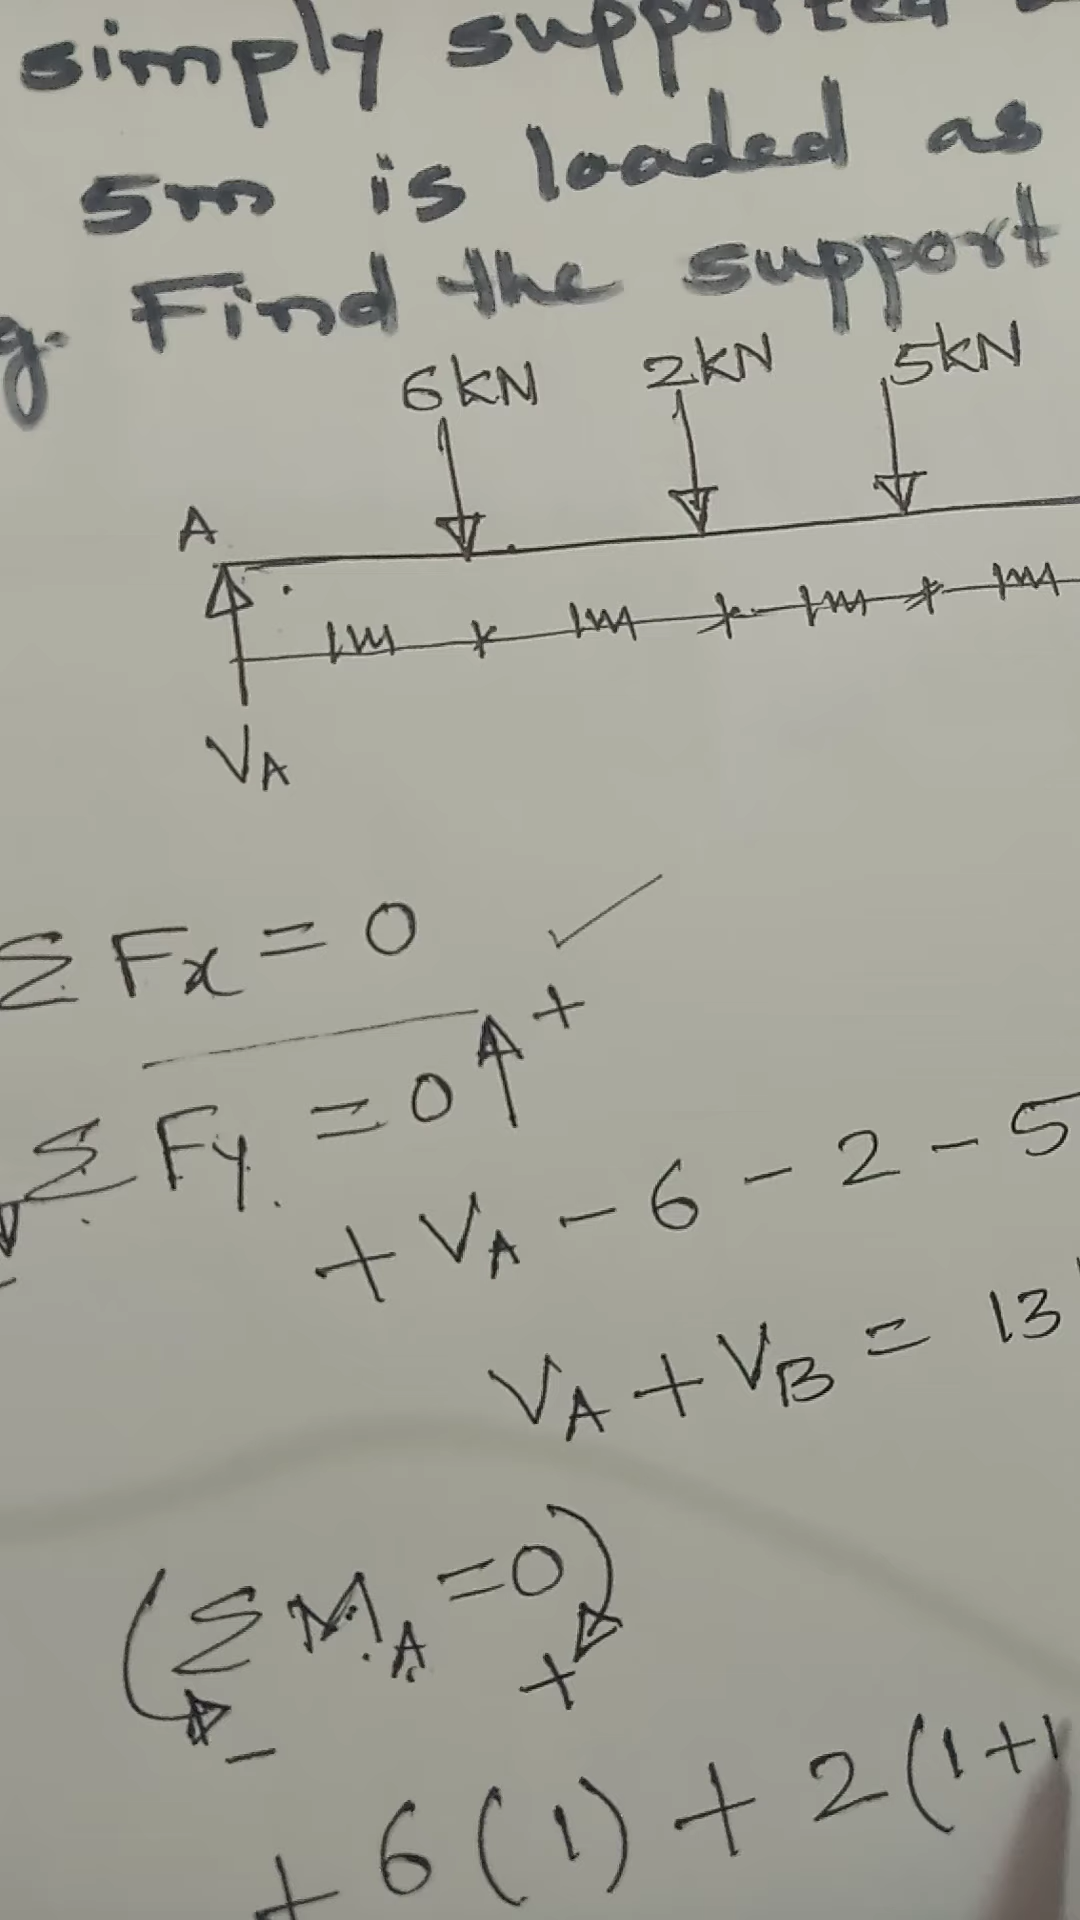 simply supported
5m is loaded as
g. Find the support
6kN 2kN 5kN
A
1m 1m 1m 1m
VA
ΣFx = 0 ✓
ΣFy = 0 ↑ +
+ VA - 6 - 2 - 5
VA + VB = 13
ΣMA = 0
+
-
+ 6 (1) + 2 (1+1